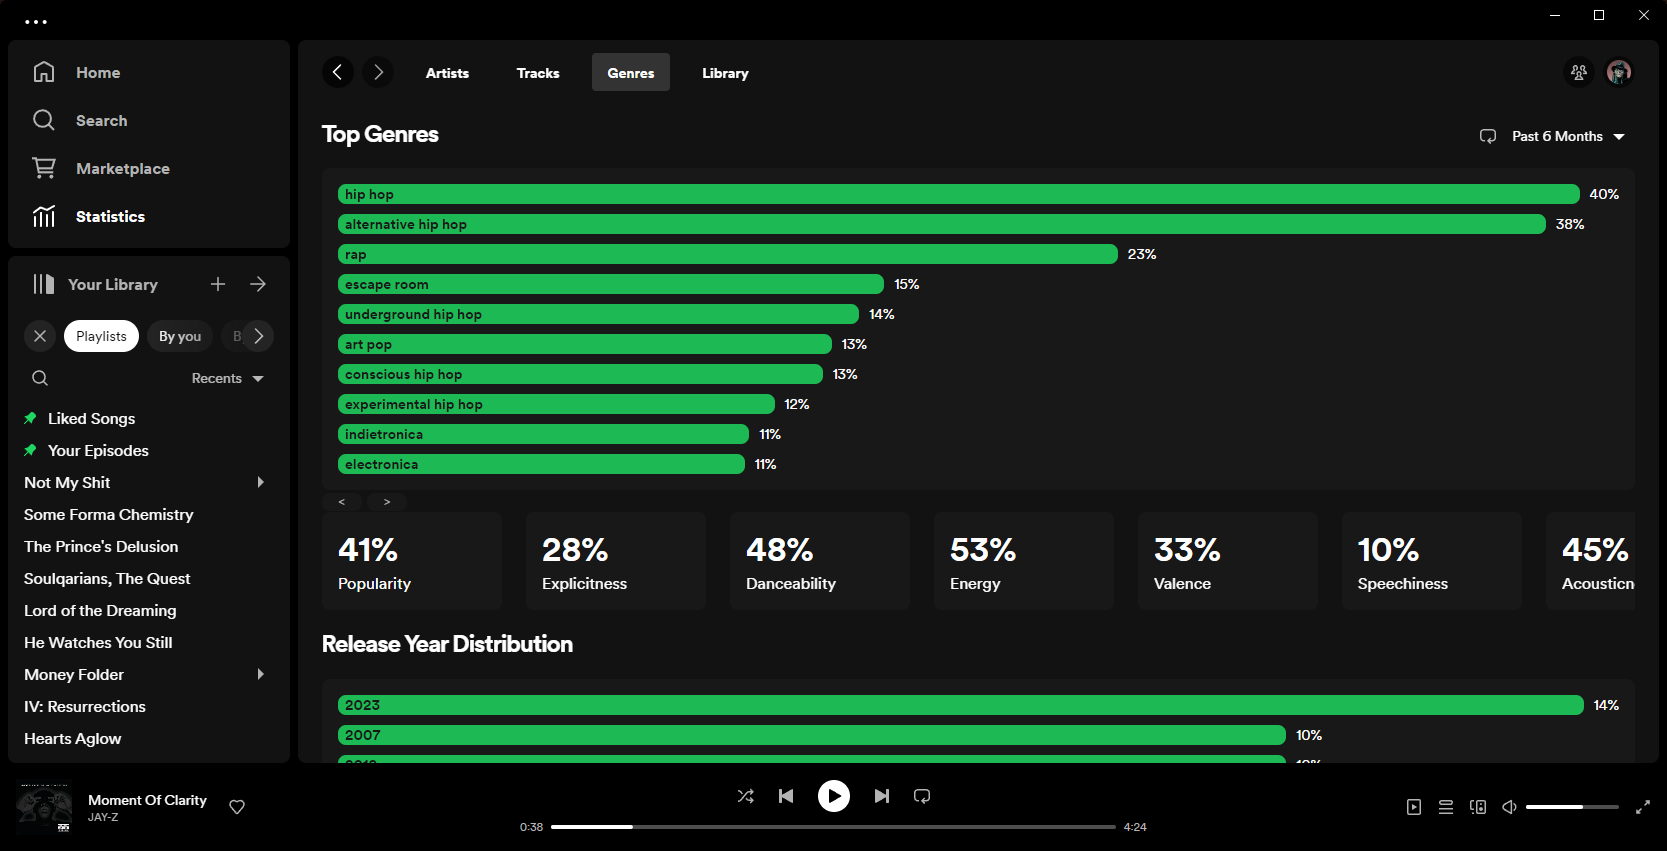 Home
Search
Marketplace
Statistics
Your Library
Playlists
By you
Recents
Liked Songs
Your Episodes
Not My Shit
Some Forma Chemistry
The Prince's Delusion
Soulqarians, The Quest
Lord of the Dreaming
He Watches You Still
Money Folder
IV: Resurrections
Hearts Aglow
Artists
Tracks
Genres
Library
Top Genres
Past 6 Months
hip hop 40%
alternative hip hop 38%
rap 23%
escape room 15%
underground hip hop 14%
art pop 13%
conscious hip hop 13%
experimental hip hop 12%
indietronica 11%
electronica 11%
< >
41% 28% 48% 53% 33% 10% 45%
Popularity Explicitness Danceability Energy Valence Speechiness Acousticn
Release Year Distribution
2023 14%
2007 10%
Moment Of Clarity
JAY-Z
0:38 4:24